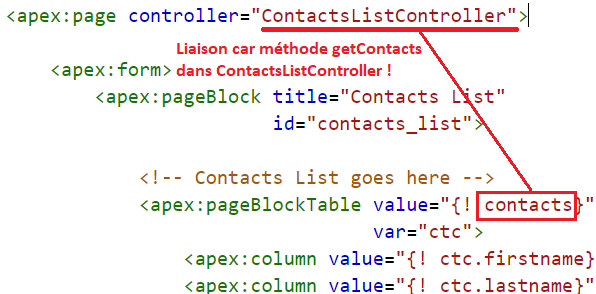 <apex:page controller="ContactsListController">
Liaison car méthode getContacts
dans ContactsListController !
<apex:form>
<apex:pageBlock title="Contacts List"
id="contacts_list">
<!-- Contacts List goes here -->
<apex:pageBlockTable value="{! contacts}"
var="ctc">
<apex:column value="{! ctc.firstname}
<apex:column value="{! ctc.lastname}"